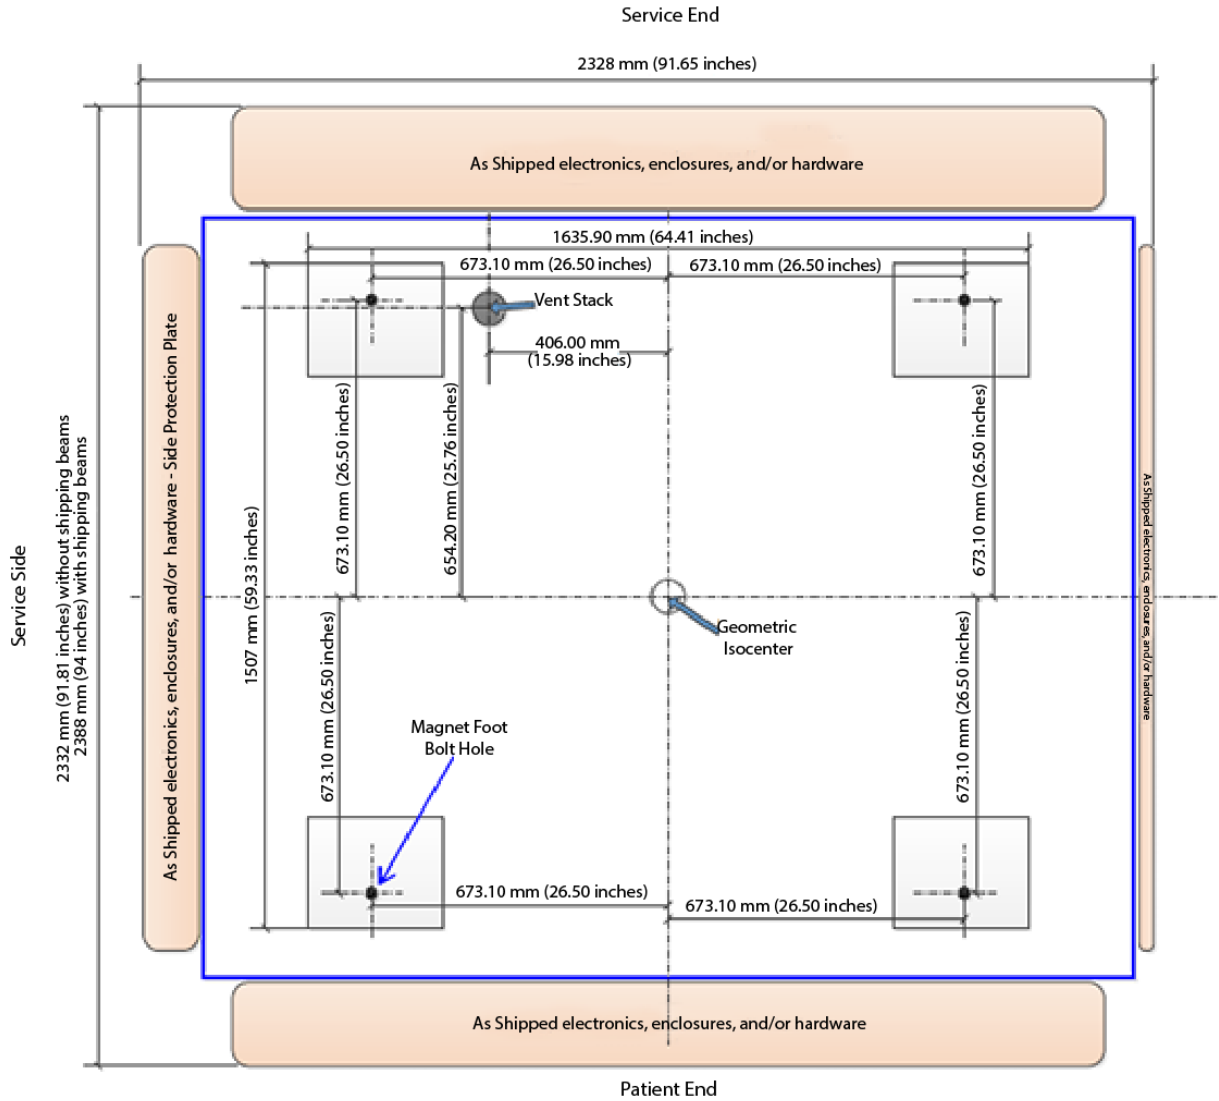 Service End
2328 mm (91.65 inches)
As Shipped electronics, enclosures, and/or hardware
1635.90 mm (64.41 inches)
673.10 mm (26.50 inches)
673.10 mm (26.50 inches)
Vent Stack
406.00 mm
(15.98 inches)
673.10 mm (26.50 inches)
654.20 mm (25.76 inches)
673.10 mm (26.50 inches)
Service Side
2332 mm (91.81 inches) without shipping beams
2388 mm (94 inches) with shipping beams
As Shipped electronics, enclosures, and/or hardware - Side Protection Plate
1507 mm (59.33 inches)
As Shipped electronics, enclosures, and/or hardware
Geometric
Isocenter
673.10 mm (26.50 inches)
673.10 mm (26.50 inches)
Magnet Foot
Bolt Hole
673.10 mm (26.50 inches)
673.10 mm (26.50 inches)
As Shipped electronics, enclosures, and/or hardware
Patient End